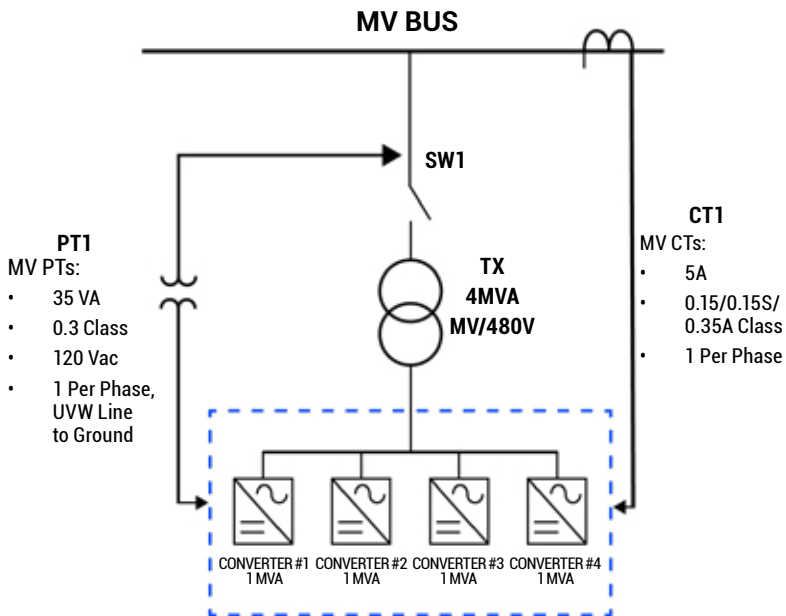 MV BUS
SW1
PT1
MV PTs:
• 35 VA
• 0.3 Class
• 120 Vac
• 1 Per Phase,
UVW Line
to Ground
TX
4MVA
MV/480V
CT1
MV CTs:
• 5A
• 0.15/0.15S/
0.35A Class
• 1 Per Phase
CONVERTER #1
1 MVA
CONVERTER #2
1 MVA
CONVERTER #3
1 MVA
CONVERTER #4
1 MVA